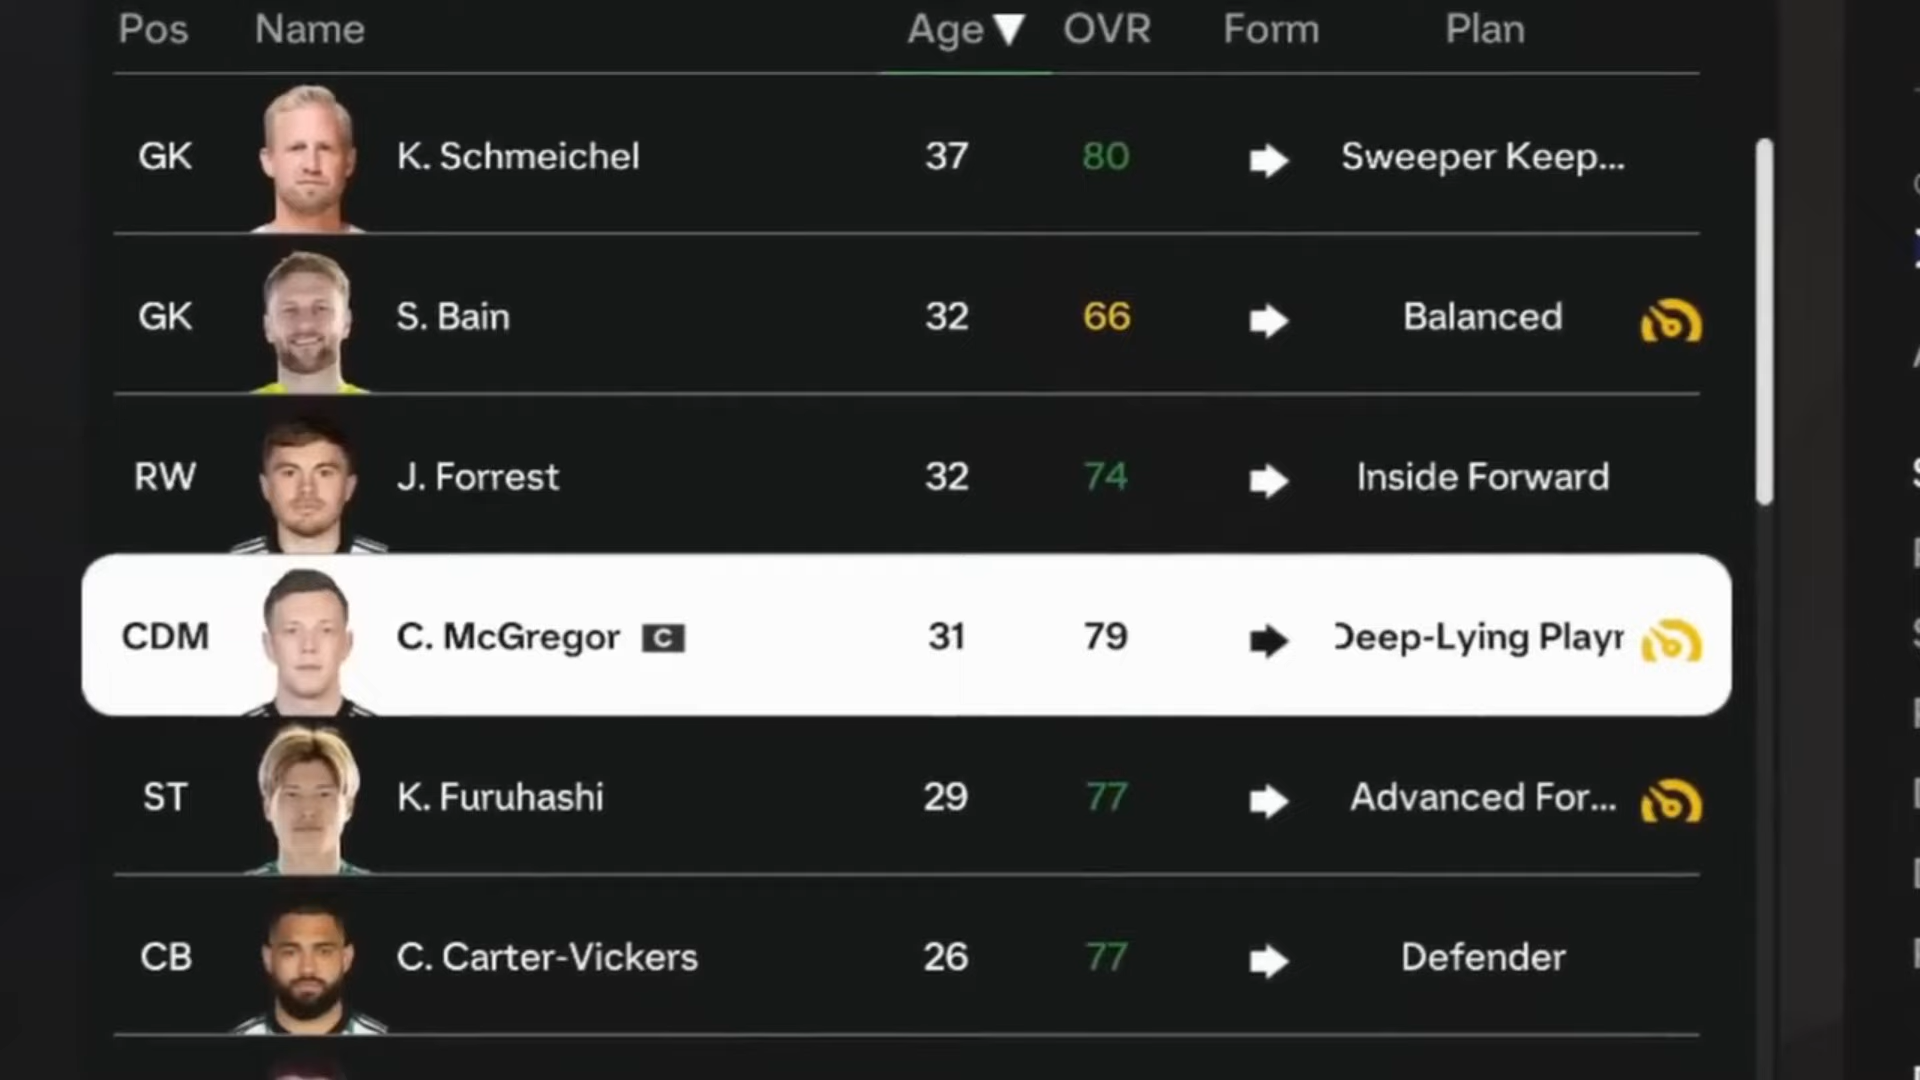 Pos Name Age OVR Form Plan
GK K. Schmeichel 37 80 Sweeper Keep...
GK S. Bain 32 66 Balanced
RW J. Forrest 32 74 Inside Forward
CDM C. McGregor C 31 79 Deep-Lying Playr
ST K. Furuhashi 29 77 Advanced For...
CB C. Carter-Vickers 26 77 Defender